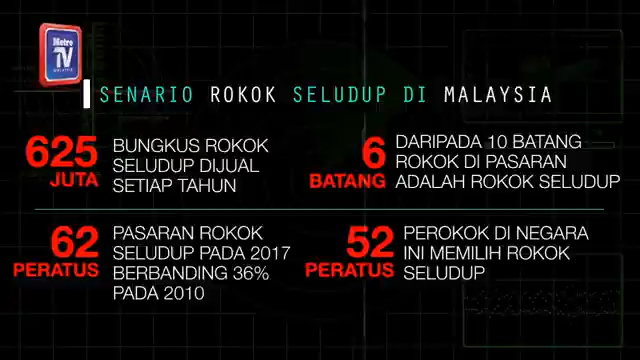 Metro
TV
SENARIO ROKOK SELUDUP DI MALAYSIA
625
JUTA
BUNGKUS ROKOK
SELUDUP DIJUAL
SETIAP TAHUN
6
BATANG
DARIPADA 10 BATANG
ROKOK DI PASARAN
ADALAH ROKOK SELUDUP
62
PERATUS
PASARAN ROKOK
SELUDUP PADA 2017
BERBANDING 36%
PADA 2010
52
PERATUS
PEROKOK DI NEGARA
INI MEMILIH ROKOK
SELUDUP